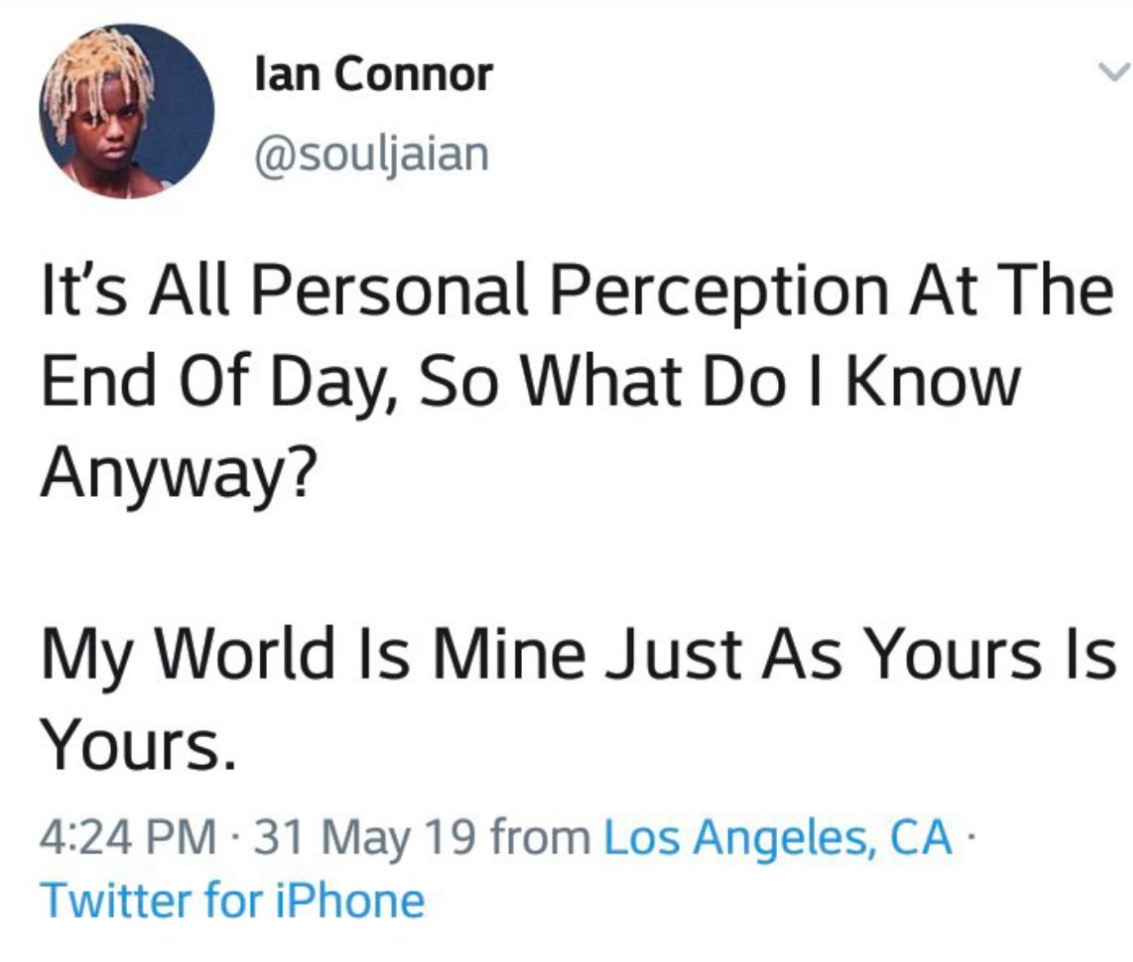 Ian Connor
@souljaian
It's All Personal Perception At The
End Of Day, So What Do I Know
Anyway?
My World Is Mine Just As Yours Is
Yours.
4:24 PM · 31 May 19 from Los Angeles, CA ·
Twitter for iPhone